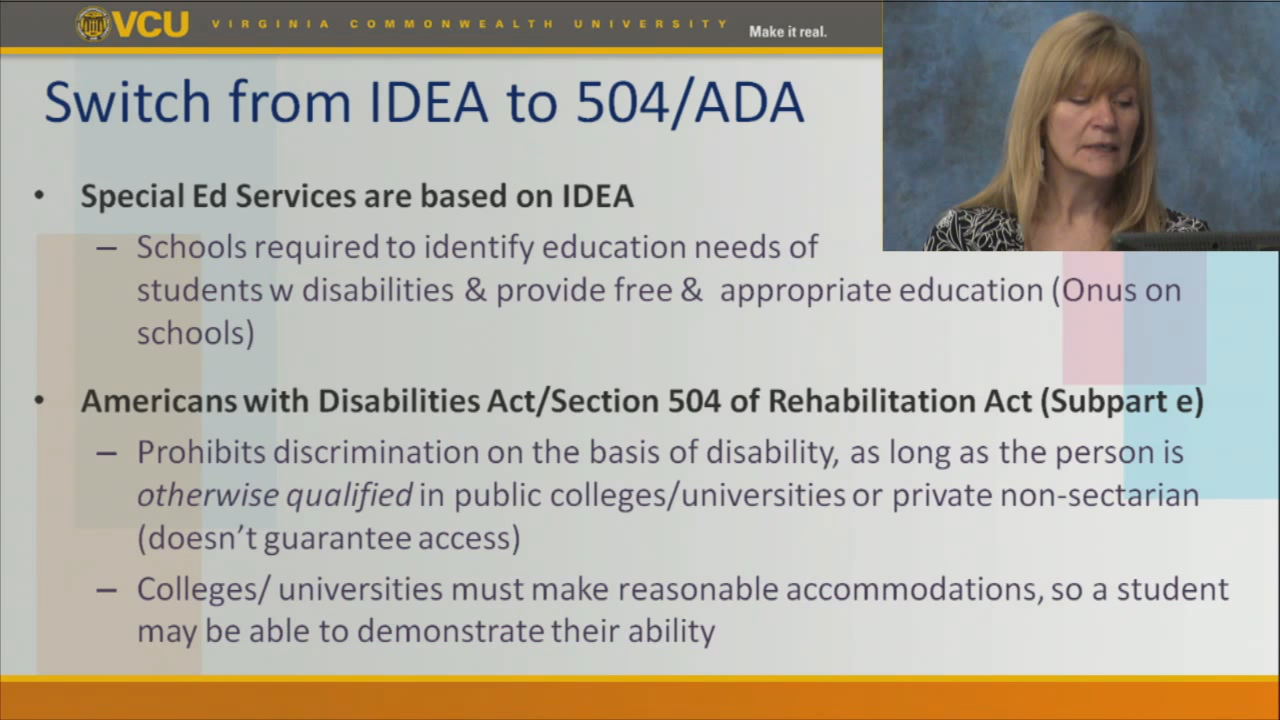 VCU VIRGINIA COMMONWEALTH UNIVERSITY Make it real.
Switch from IDEA to 504/ADA
• Special Ed Services are based on IDEA
– Schools required to identify education needs of
students w disabilities & provide free & appropriate education (Onus on
schools)
• Americans with Disabilities Act/Section 504 of Rehabilitation Act (Subpart e)
– Prohibits discrimination on the basis of disability, as long as the person is
otherwise qualified in public colleges/universities or private non-sectarian
(doesn't guarantee access)
– Colleges/ universities must make reasonable accommodations, so a student
may be able to demonstrate their ability